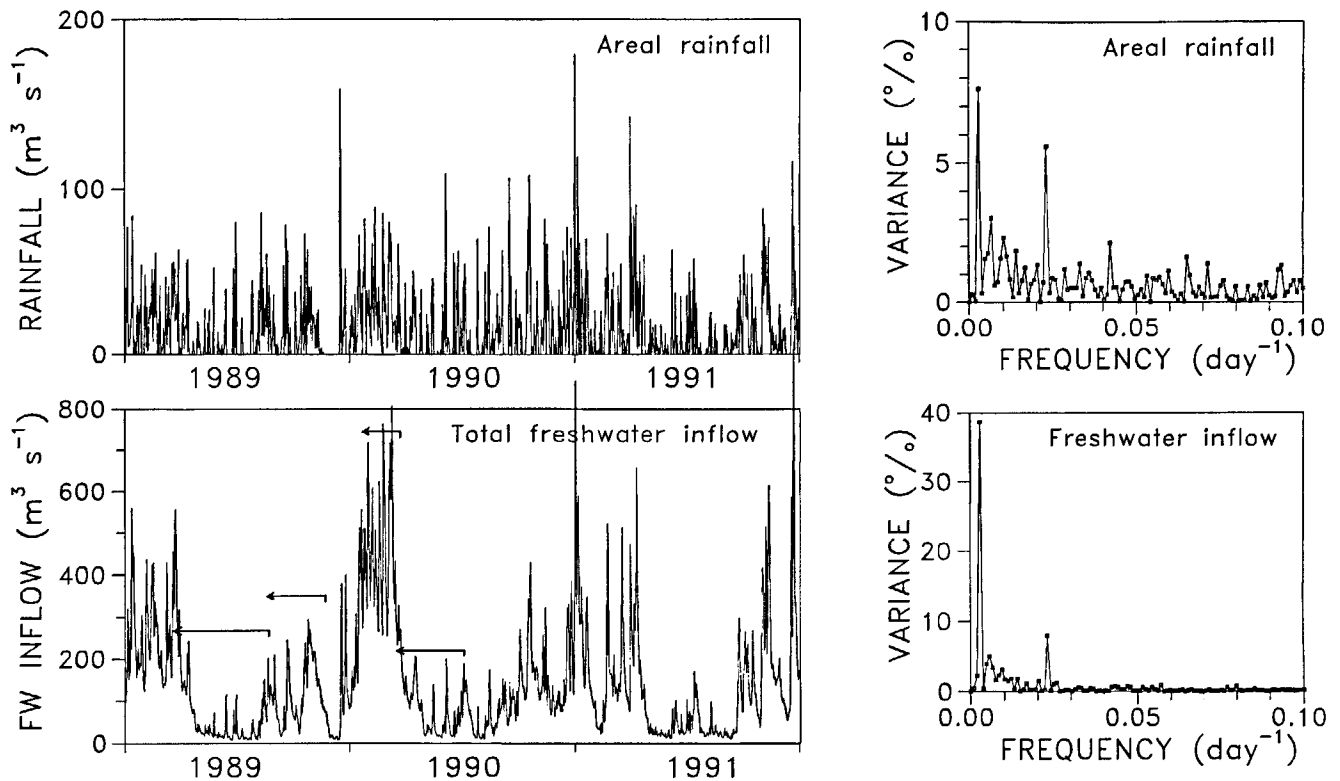 200
100
0
RAINFALL (m³ s⁻¹)
Areal rainfall
1989 1990 1991
10
5
0
VARIANCE (°/₀)
Areal rainfall
0.00 0.05 0.10
FREQUENCY (day⁻¹)
800
600
400
200
0
FW INFLOW (m³ s⁻¹)
Total freshwater inflow
1989 1990 1991
40
30
20
10
0
VARIANCE (°/₀)
Freshwater inflow
0.00 0.05 0.10
FREQUENCY (day⁻¹)